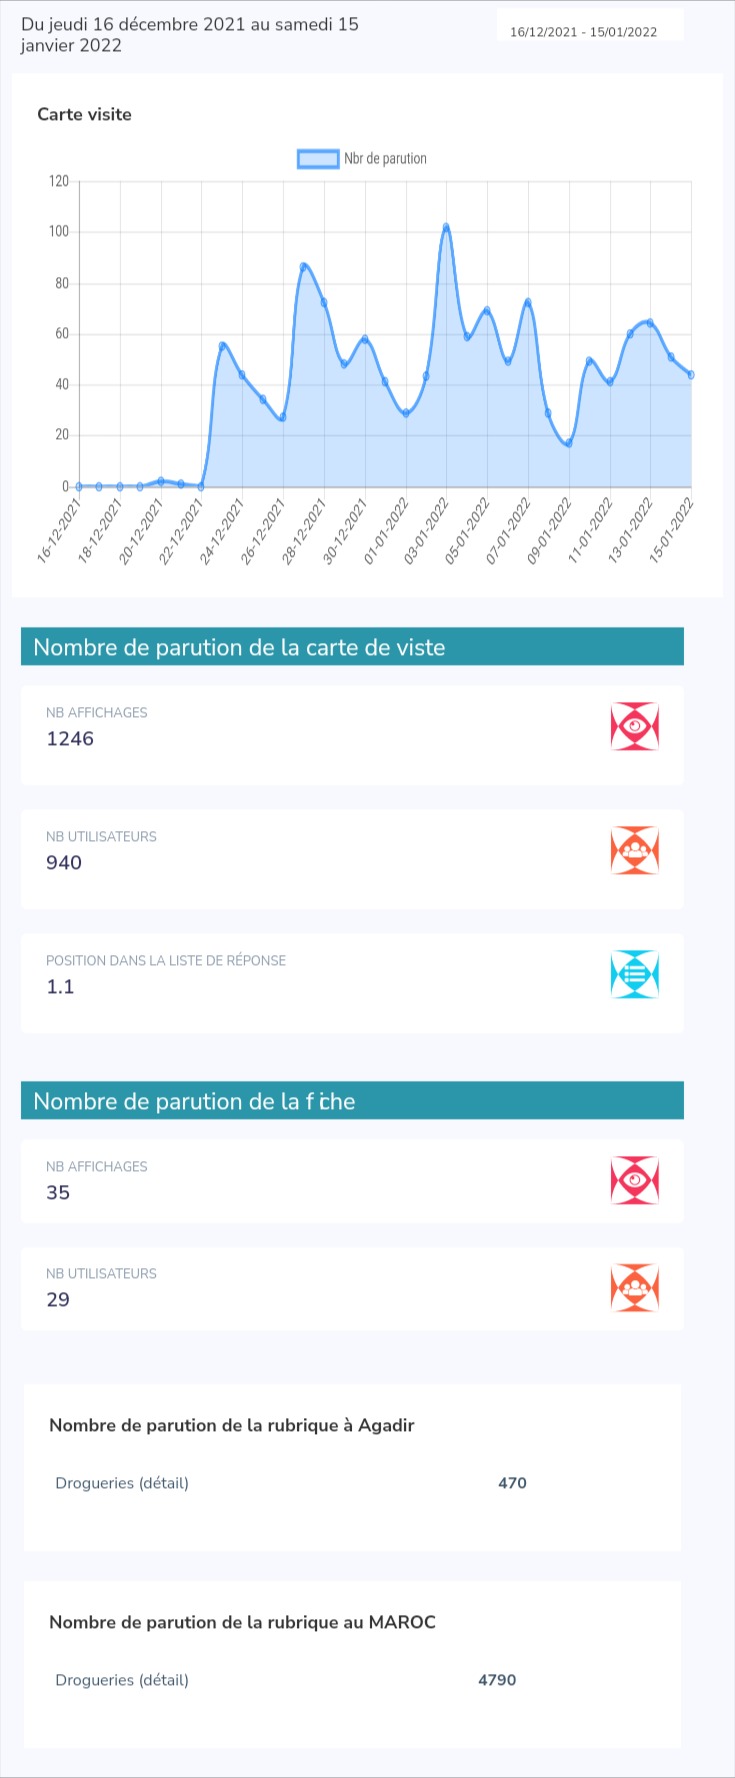 Du jeudi 16 décembre 2021 au samedi 15
janvier 2022
16/12/2021 - 15/01/2022
Carte visite
Nbr de parution
120
100
80
60
40
20
0
16-12-2021
18-12-2021
20-12-2021
22-12-2021
24-12-2021
26-12-2021
28-12-2021
30-12-2021
01-01-2022
03-01-2022
05-01-2022
07-01-2022
09-01-2022
11-01-2022
13-01-2022
15-01-2022
Nombre de parution de la carte de viste
NB AFFICHAGES
1246
NB UTILISATEURS
940
POSITION DANS LA LISTE DE RÉPONSE
1.1
Nombre de parution de la fiche
NB AFFICHAGES
35
NB UTILISATEURS
29
Nombre de parution de la rubrique à Agadir
Drogueries (détail) 470
Nombre de parution de la rubrique au MAROC
Drogueries (détail) 4790